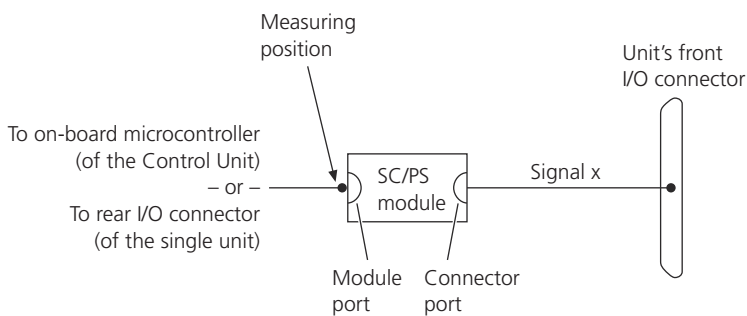 Measuring
position
Unit's front
I/O connector
To on-board microcontroller
(of the Control Unit)
– or –
To rear I/O connector
(of the single unit)
SC/PS
module
Signal x
Module
port
Connector
port